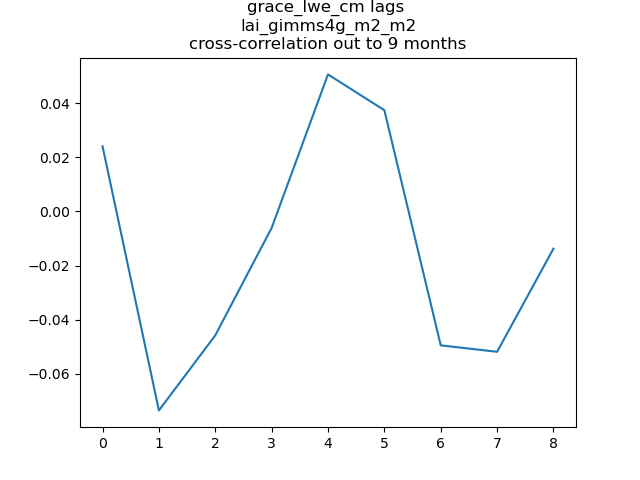 grace_lwe_cm lags
lai_gimms4g_m2_m2
cross-correlation out to 9 months
0.04
0.02
0.00
−0.02
−0.04
−0.06
0 1 2 3 4 5 6 7 8